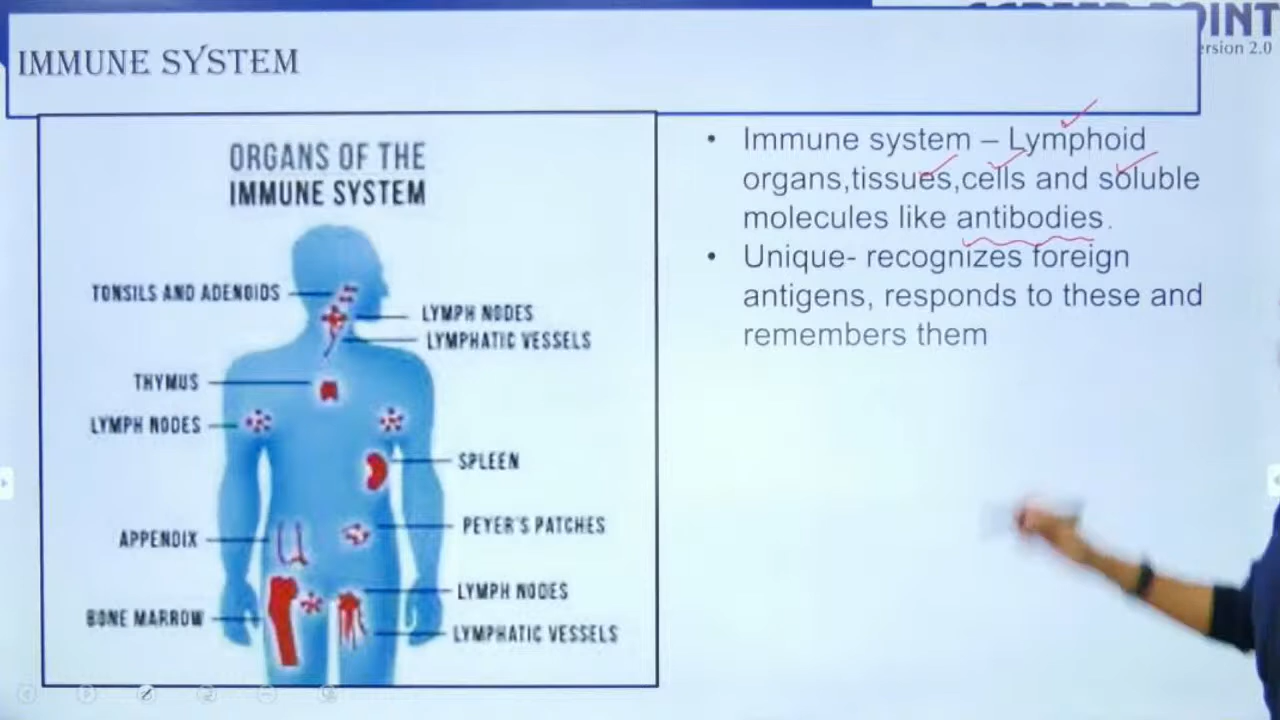 POINT
ersion 2.0
IMMUNE SYSTEM
ORGANS OF THE
IMMUNE SYSTEM
TONSILS AND ADENOIDS
LYMPH NODES
LYMPHATIC VESSELS
THYMUS
LYMPH NODES
SPLEEN
PEYER'S PATCHES
APPENDIX
LYMPH NODES
BONE MARROW
LYMPHATIC VESSELS
• Immune system – Lymphoid
organs,tissues,cells and soluble
molecules like antibodies.
• Unique- recognizes foreign
antigens, responds to these and
remembers them